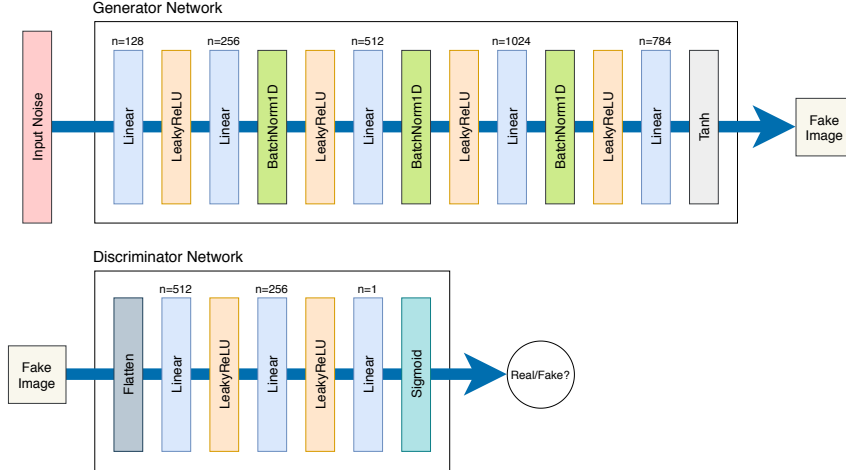 Generator Network
n=128
n=256
n=512
n=1024
n=784
Input Noise
Linear
LeakyReLU
Linear
BatchNorm1D
LeakyReLU
Linear
BatchNorm1D
LeakyReLU
Linear
BatchNorm1D
LeakyReLU
Linear
Tanh
Fake
Image
Discriminator Network
n=512
n=256
n=1
Fake
Image
Flatten
Linear
LeakyReLU
Linear
LeakyReLU
Linear
Sigmoid
Real/Fake?